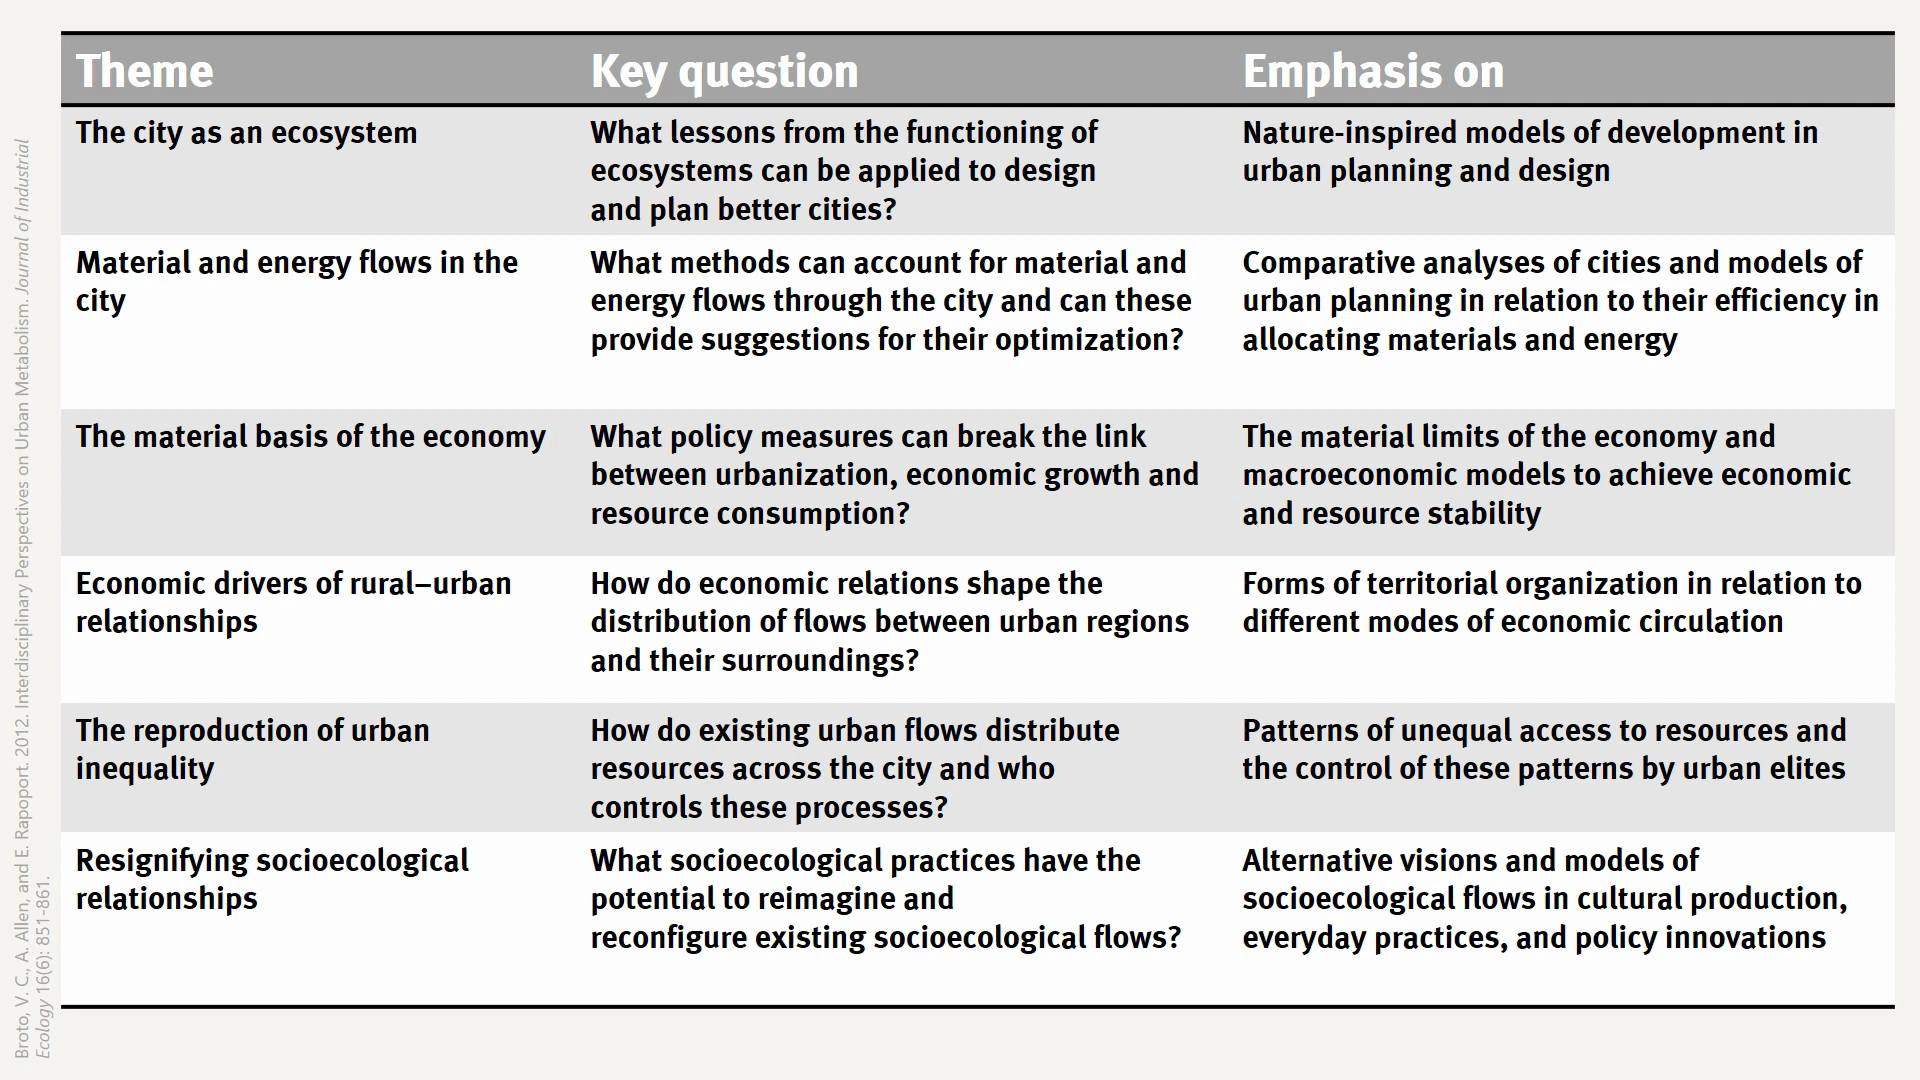 Theme
Key question
Emphasis on
The city as an ecosystem
What lessons from the functioning of
ecosystems can be applied to design
and plan better cities?
Nature-inspired models of development in
urban planning and design
Material and energy flows in the
city
What methods can account for material and
energy flows through the city and can these
provide suggestions for their optimization?
Comparative analyses of cities and models of
urban planning in relation to their efficiency in
allocating materials and energy
The material basis of the economy
What policy measures can break the link
between urbanization, economic growth and
resource consumption?
The material limits of the economy and
macroeconomic models to achieve economic
and resource stability
Economic drivers of rural–urban
relationships
How do economic relations shape the
distribution of flows between urban regions
and their surroundings?
Forms of territorial organization in relation to
different modes of economic circulation
The reproduction of urban
inequality
How do existing urban flows distribute
resources across the city and who
controls these processes?
Patterns of unequal access to resources and
the control of these patterns by urban elites
Resignifying socioecological
relationships
What socioecological practices have the
potential to reimagine and
reconfigure existing socioecological flows?
Alternative visions and models of
socioecological flows in cultural production,
everyday practices, and policy innovations
Broto, V. C., A. Allen, and E. Rapoport. 2012. Interdisciplinary Perspectives on Urban Metabolism. Journal of Industrial
Ecology 16(6): 851-861.